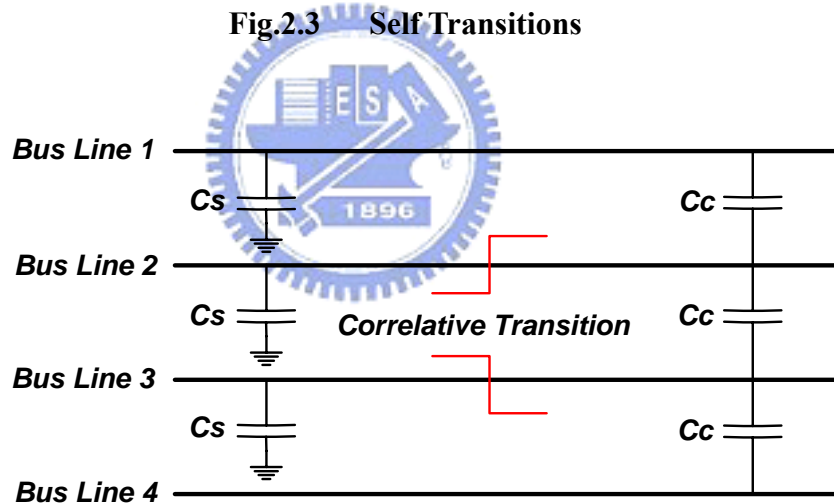 Fig.2.3 Self Transitions
E S A
Bus Line 1
Cs Cc
1896
Bus Line 2
Cs Correlative Transition Cc
Bus Line 3
Cs Cc
Bus Line 4